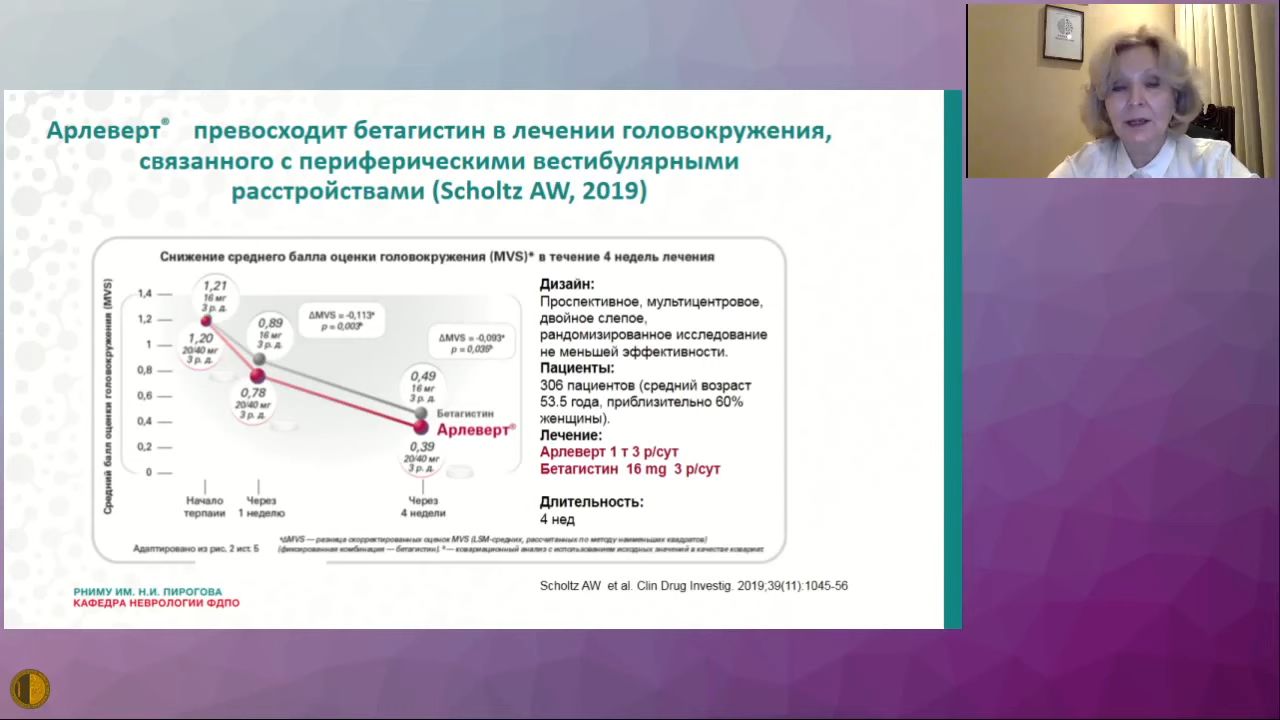 Арлеверт® превосходит бетагистин в лечении головокружения,
связанного с периферическими вестибулярными
расстройствами (Scholtz AW, 2019)
Снижение среднего балла оценки головокружения (MVS)* в течение 4 недель лечения
Средний балл оценки головокружения (MVS)
1,4
1,2
1
0,8
0,6
0,4
0,2
0
1,21
16 мг
3 р. д.
1,20
20/40 мг
3 р. д.
0,89
16 мг
3 р. д.
0,78
20/40 мг
3 р. д.
ΔMVS = -0,113ª
p = 0,003ᵇ
ΔMVS = -0,093ª
p = 0,035ᵇ
0,49
16 мг
3 р. д.
Бетагистин
Арлеверт®
0,39
20/40 мг
3 р. д.
Начало
терапии
Через
1 неделю
Через
4 недели
Дизайн:
Проспективное, мультицентровое,
двойное слепое,
рандомизированное исследование
не меньшей эффективности.
Пациенты:
306 пациентов (средний возраст
53.5 года, приблизительно 60%
женщины).
Лечение:
Арлеверт 1 т 3 р/сут
Бетагистин 16 mg 3 р/сут
Длительность:
4 нед
Адаптировано из рис. 2 ист. 5
ªΔMVS — разница скорректированных оценок MVS (LSM-средних, рассчитанных по методу наименьших квадратов)
(фиксированная комбинация — бетагистин). ᵇ — ковариационный анализ с использованием исходных значений в качестве ковариат.
Scholtz AW et al. Clin Drug Investig. 2019;39(11):1045-56
РНИМУ ИМ. Н.И. ПИРОГОВА
КАФЕДРА НЕВРОЛОГИИ ФДПО